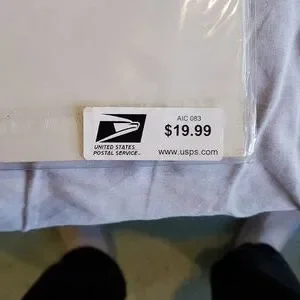 AIC 083
$19.99
UNITED STATES
POSTAL SERVICE.
www.usps.com